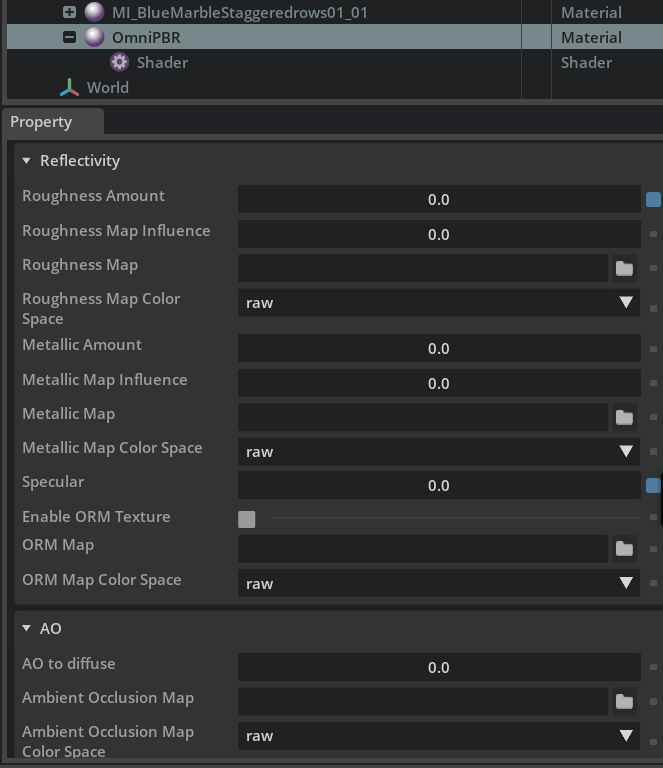 MI_BlueMarbleStaggeredrows01_01 Material
OmniPBR Material
Shader Shader
World
Property
Reflectivity
Roughness Amount 0.0
Roughness Map Influence 0.0
Roughness Map
Roughness Map Color raw
Space
Metallic Amount 0.0
Metallic Map Influence 0.0
Metallic Map
Metallic Map Color Space raw
Specular 0.0
Enable ORM Texture
ORM Map
ORM Map Color Space raw
AO
AO to diffuse 0.0
Ambient Occlusion Map
Ambient Occlusion Map raw
Color Space